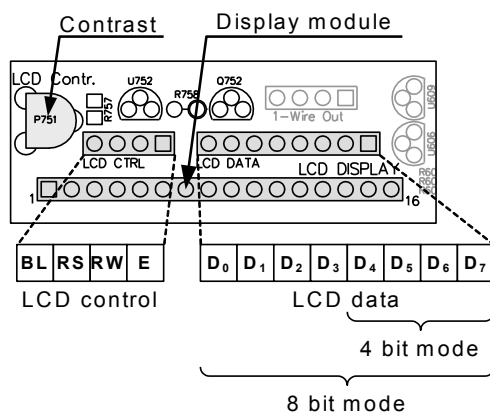 Contrast
Display module
LCD Contr.
U752
R758
Q752
P751
R757
1-Wire Out
U609
U606
LCD CTRL
LCD DATA
LCD DISPLAY
1
16
BL RS RW E
D0 D1 D2 D3 D4 D5 D6 D7
LCD control
LCD data
4 bit mode
8 bit mode